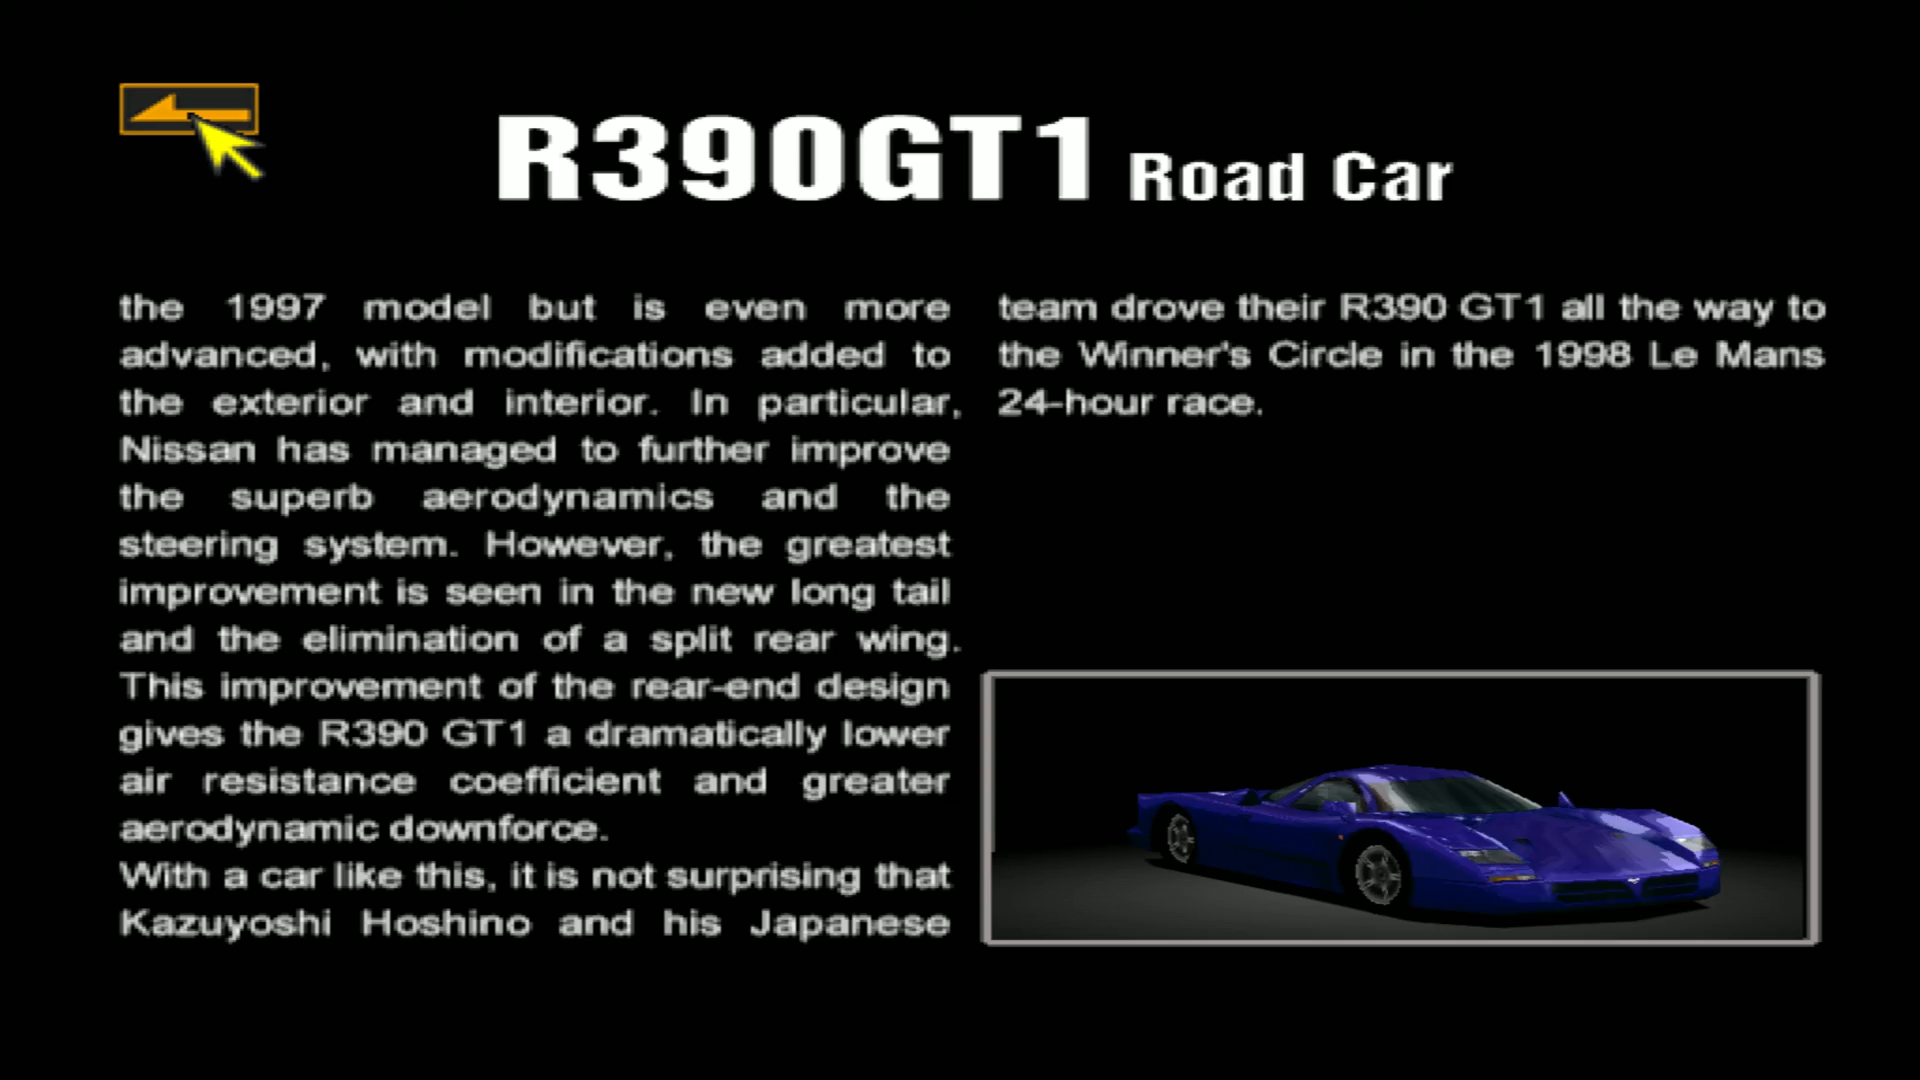 R390GT1 Road Car
the 1997 model but is even more
advanced, with modifications added to
the exterior and interior. In particular,
Nissan has managed to further improve
the superb aerodynamics and the
steering system. However, the greatest
improvement is seen in the new long tail
and the elimination of a split rear wing.
This improvement of the rear-end design
gives the R390 GT1 a dramatically lower
air resistance coefficient and greater
aerodynamic downforce.
With a car like this, it is not surprising that
Kazuyoshi Hoshino and his Japanese
team drove their R390 GT1 all the way to
the Winner's Circle in the 1998 Le Mans
24-hour race.